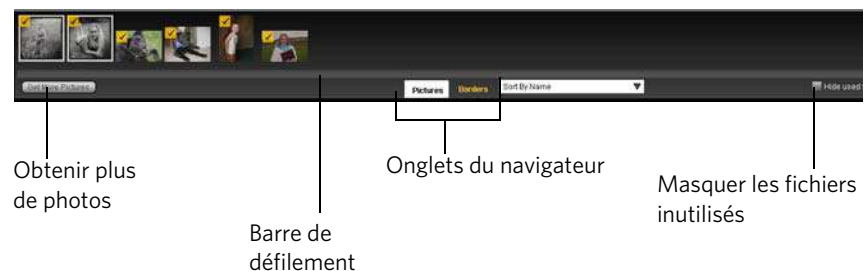 Get More Pictures
Pictures Borders Sort By Name
Hide used
Obtenir plus
de photos
Onglets du navigateur
Masquer les fichiers
inutilisés
Barre de
défilement